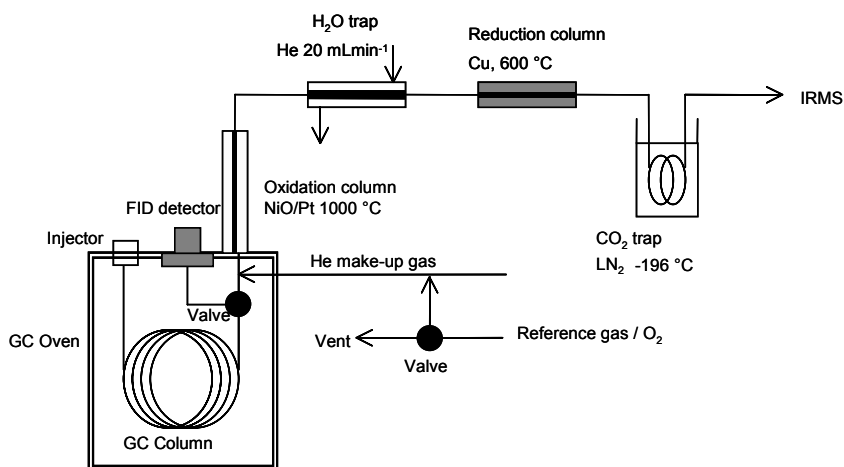 H₂O trap
He 20 mLmin⁻¹
Reduction column
Cu, 600 °C
IRMS
Oxidation column
NiO/Pt 1000 °C
FID detector
Injector
CO₂ trap
LN₂ -196 °C
He make-up gas
Valve
GC Oven
Vent
Reference gas / O₂
Valve
GC Column